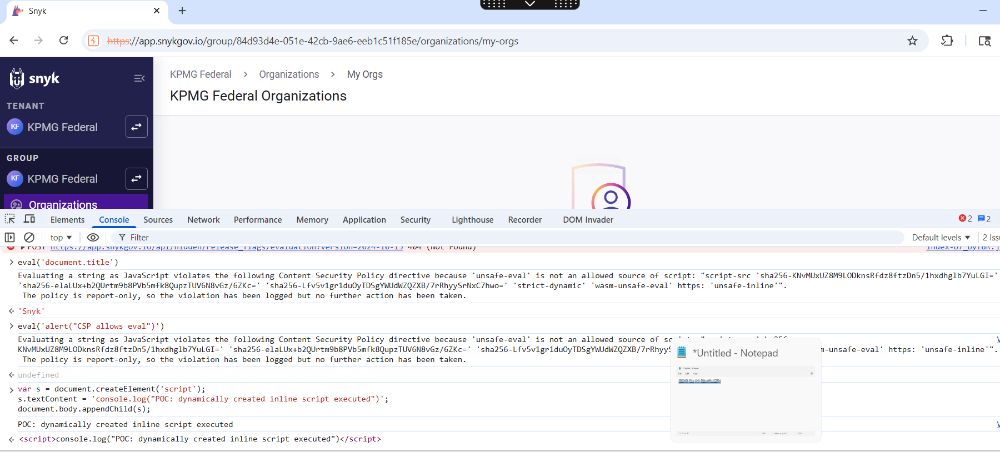 Snyk
https://app.snykgov.io/group/84d93d4e-051e-42cb-9ae6-eeb1c51f185e/organizations/my-orgs
snyk
TENANT
KF KPMG Federal
GROUP
KF KPMG Federal
Organizations
KPMG Federal > Organizations > My Orgs
KPMG Federal Organizations
Elements Console Sources Network Performance Memory Application Security Lighthouse Recorder DOM Invader 2 2
top Filter Default levels 2 Iss
POST https://app.snykgov.io/api/hidden/release_flags/evaluation?version=2024-10-15 404 (Not Found)
> eval('document.title')
Evaluating a string as JavaScript violates the following Content Security Policy directive because 'unsafe-eval' is not an allowed source of script: "script-src 'sha256-KNvMUxUZ8M9LODknsRfdz8ftzDn5/1hxdhglb7YuLGI='
'sha256-elaLUx+b2QUrtm9b8PVb5mfk8QupzTUV6N8vGz/6ZKc=' 'sha256-Lfv5v1gr1duOyTDSgYWUdWZQZXB/7rRhyySrNxC7hwo=' 'strict-dynamic' 'wasm-unsafe-eval' https: 'unsafe-inline'".
The policy is report-only, so the violation has been logged but no further action has been taken.
'Snyk'
> eval('alert("CSP allows eval")')
Evaluating a string as JavaScript violates the following Content Security Policy directive because 'unsafe-eval' is not an allowed source of
KNvMUxUZ8M9LODknsRfdz8ftzDn5/1hxdhglb7YuLGI=' 'sha256-elaLUx+b2QUrtm9b8PVb5mfk8QupzTUV6N8vGz/6ZKc=' 'sha256-Lfv5v1gr1duOyTDSgYWUdWZQZXB/7rRhyyS m-unsafe-eval' https: 'unsafe-inline'".
The policy is report-only, so the violation has been logged but no further action has been taken.
undefined
> var s = document.createElement('script');
s.textContent = 'console.log("POC: dynamically created inline script executed")';
document.body.appendChild(s);
POC: dynamically created inline script executed
<script>console.log("POC: dynamically created inline script executed")</script>
*Untitled - Notepad